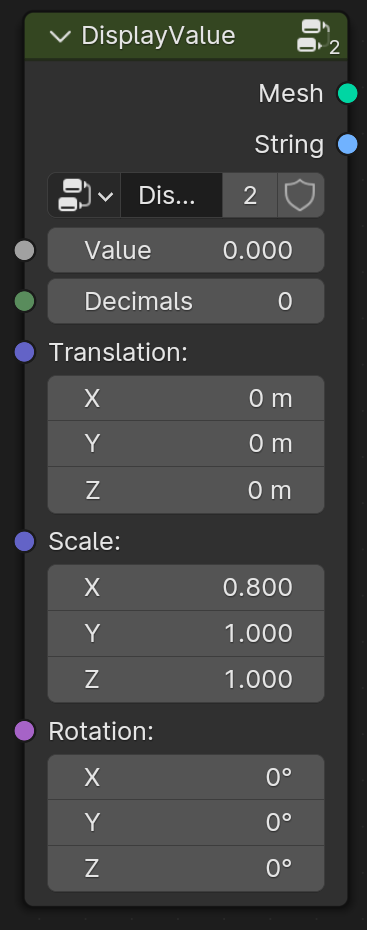 DisplayValue 2
Mesh
String
Dis... 2
Value 0.000
Decimals 0
Translation:
X 0 m
Y 0 m
Z 0 m
Scale:
X 0.800
Y 1.000
Z 1.000
Rotation:
X 0°
Y 0°
Z 0°